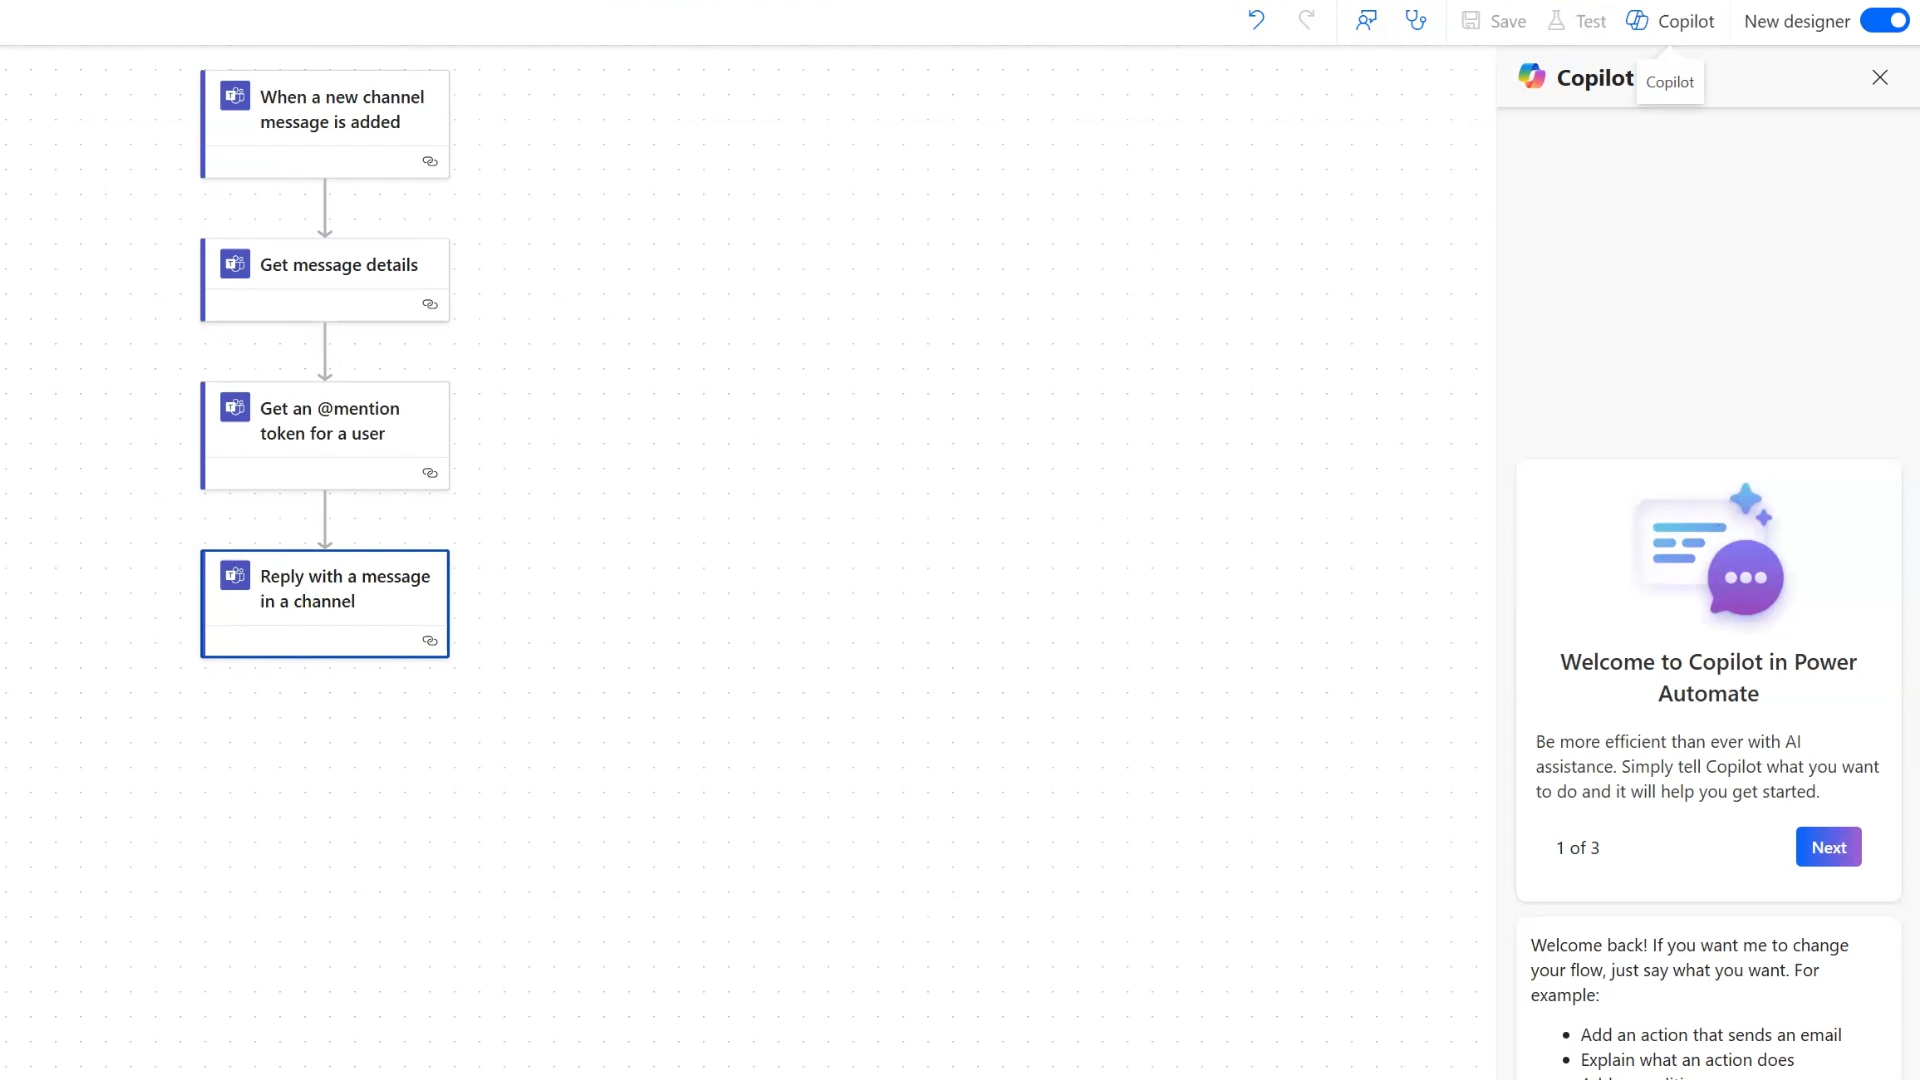 Save Test Copilot New designer
Copilot
Copilot
When a new channel
message is added
Get message details
Get an @mention
token for a user
Reply with a message
in a channel
Welcome to Copilot in Power
Automate
Be more efficient than ever with AI
assistance. Simply tell Copilot what you want
to do and it will help you get started.
1 of 3
Next
Welcome back! If you want me to change
your flow, just say what you want. For
example:
• Add an action that sends an email
• Explain what an action does